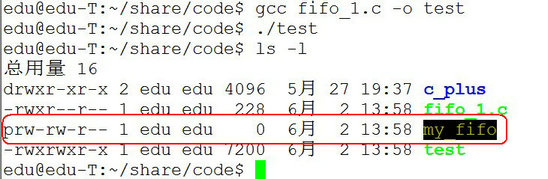 edu@edu-T:~/share/code$ gcc fifo_1.c -o test
edu@edu-T:~/share/code$ ./test
edu@edu-T:~/share/code$ ls -l
总用量 16
drwxr-xr-x 2 edu edu 4096  5月 27 19:37 c_plus
-rwxr--r-- 1 edu edu  228  6月  2 13:58 fifo_1.c
prw-rw-r-- 1 edu edu    0  6月  2 13:58 my_fifo
-rwxrwxr-x 1 edu edu 7200  6月  2 13:58 test
edu@edu-T:~/share/code$